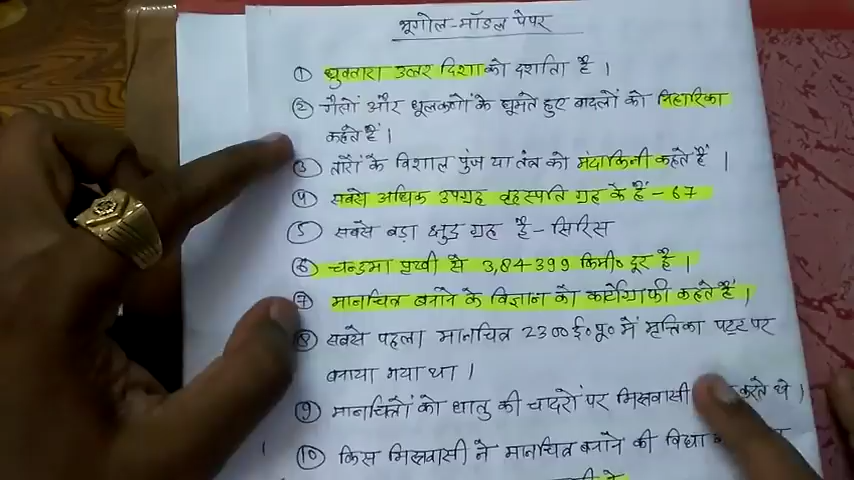 भूगोल-मॉडल पेपर
① ध्रुवतारा उत्तर दिशा को दर्शाता है ।
② गैसों और धूलकणों के घूमते हुए बादलों को निहारिका
कहते हैं ।
③ तारों के विशाल पुंज या तंत्र को मंदाकिनी कहते हैं ।
④ सबसे अधिक उपग्रह वृहस्पति ग्रह के हैं - 67
⑤ सबसे बड़ा क्षुद्र ग्रह है - सिरिस
⑥ चन्द्रमा पृथ्वी से 3,84-399 किमी० दूर है ।
⑦ मानचित्र बनाने के विज्ञान को कार्टोग्राफी कहते हैं ।
⑧ सबसे पहला मानचित्र 2300 ई० पू० में मृत्तिका पट्ट पर
बनाया गया था ।
⑨ मानचित्रों को धातु की चादरों पर मिस्रवासी करते थे ।
⑩ किस मिस्रवासी ने मानचित्र बनाने की विधा